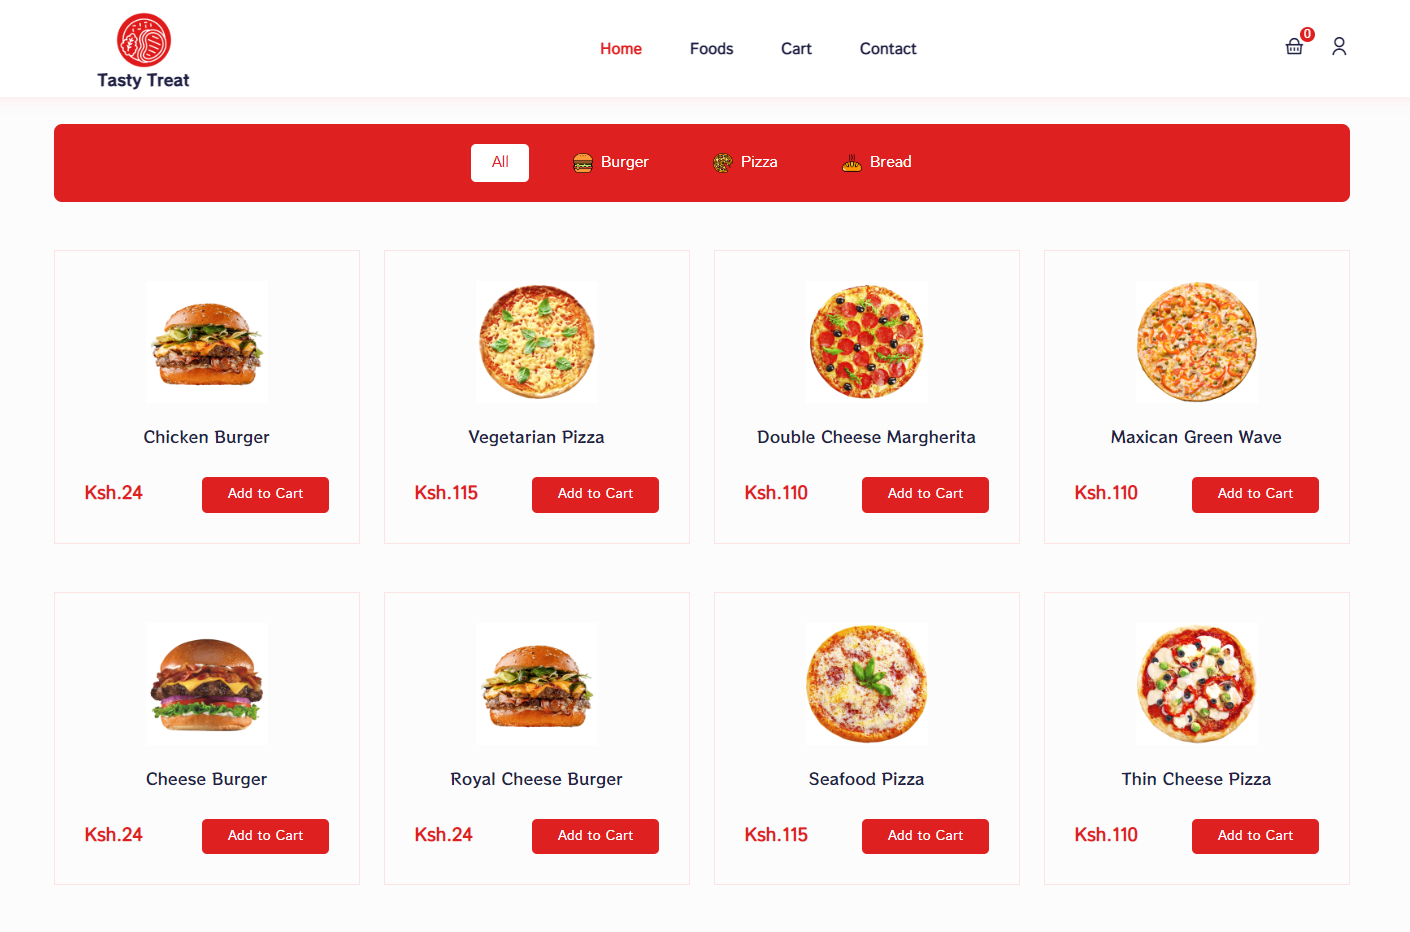 Tasty Treat
Home Foods Cart Contact
0
All Burger Pizza Bread
Chicken Burger
Ksh.24 Add to Cart
Vegetarian Pizza
Ksh.115 Add to Cart
Double Cheese Margherita
Ksh.110 Add to Cart
Maxican Green Wave
Ksh.110 Add to Cart
Cheese Burger
Ksh.24 Add to Cart
Royal Cheese Burger
Ksh.24 Add to Cart
Seafood Pizza
Ksh.115 Add to Cart
Thin Cheese Pizza
Ksh.110 Add to Cart